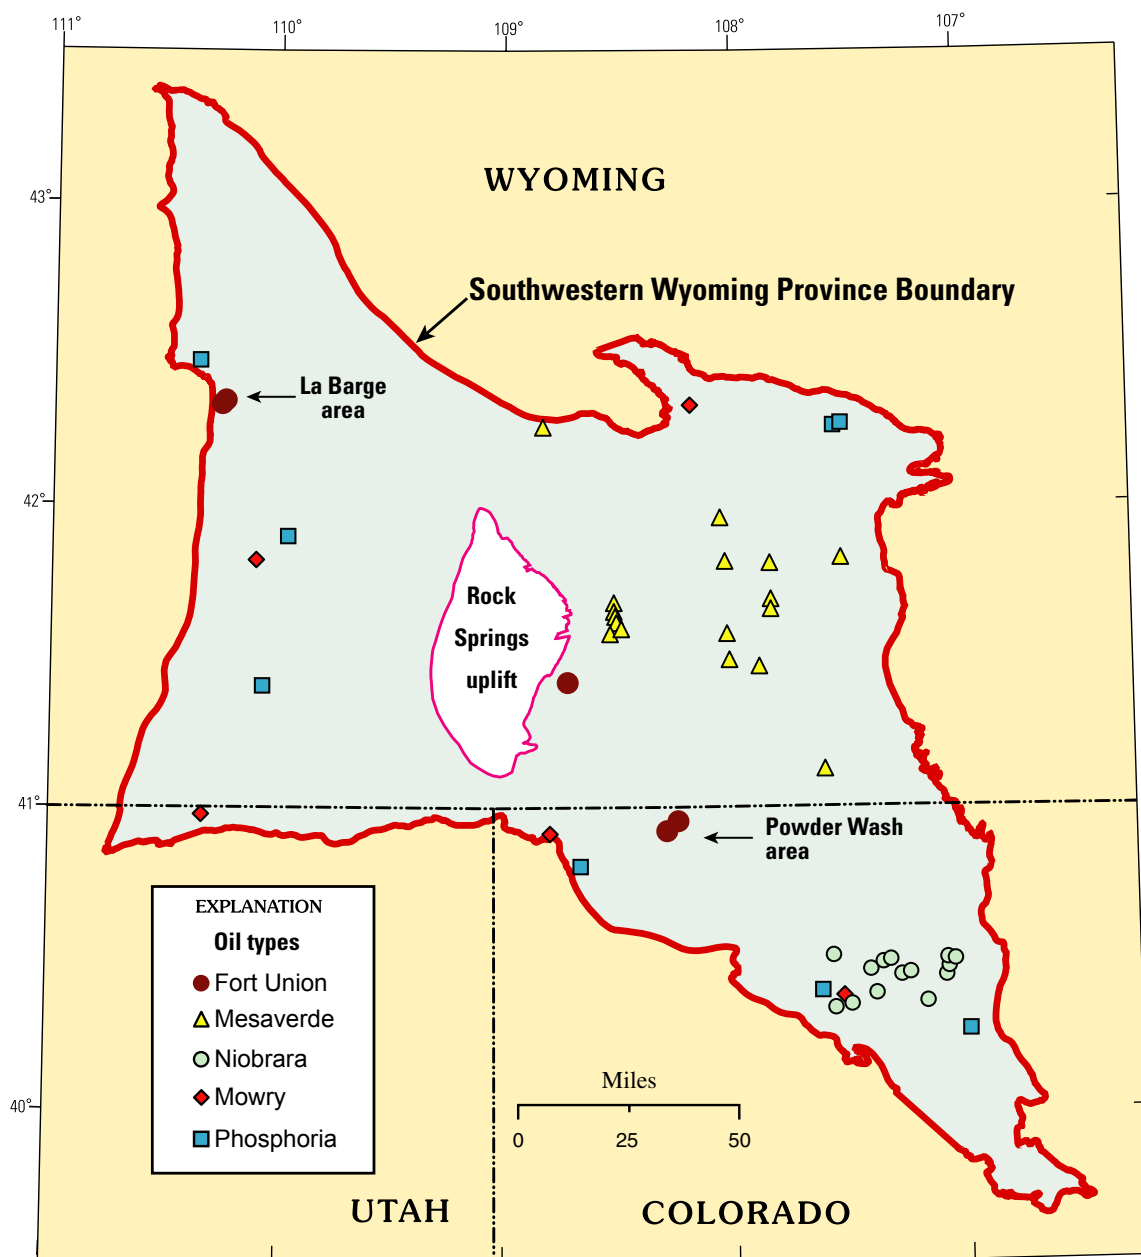 111°
110°
109°
108°
107°
43°
42°
41°
40°
WYOMING
Southwestern Wyoming Province Boundary
La Barge
area
Rock
Springs
uplift
Powder Wash
area
EXPLANATION
Oil types
Fort Union
Mesaverde
Niobrara
Mowry
Phosphoria
Miles
0 25 50
UTAH
COLORADO